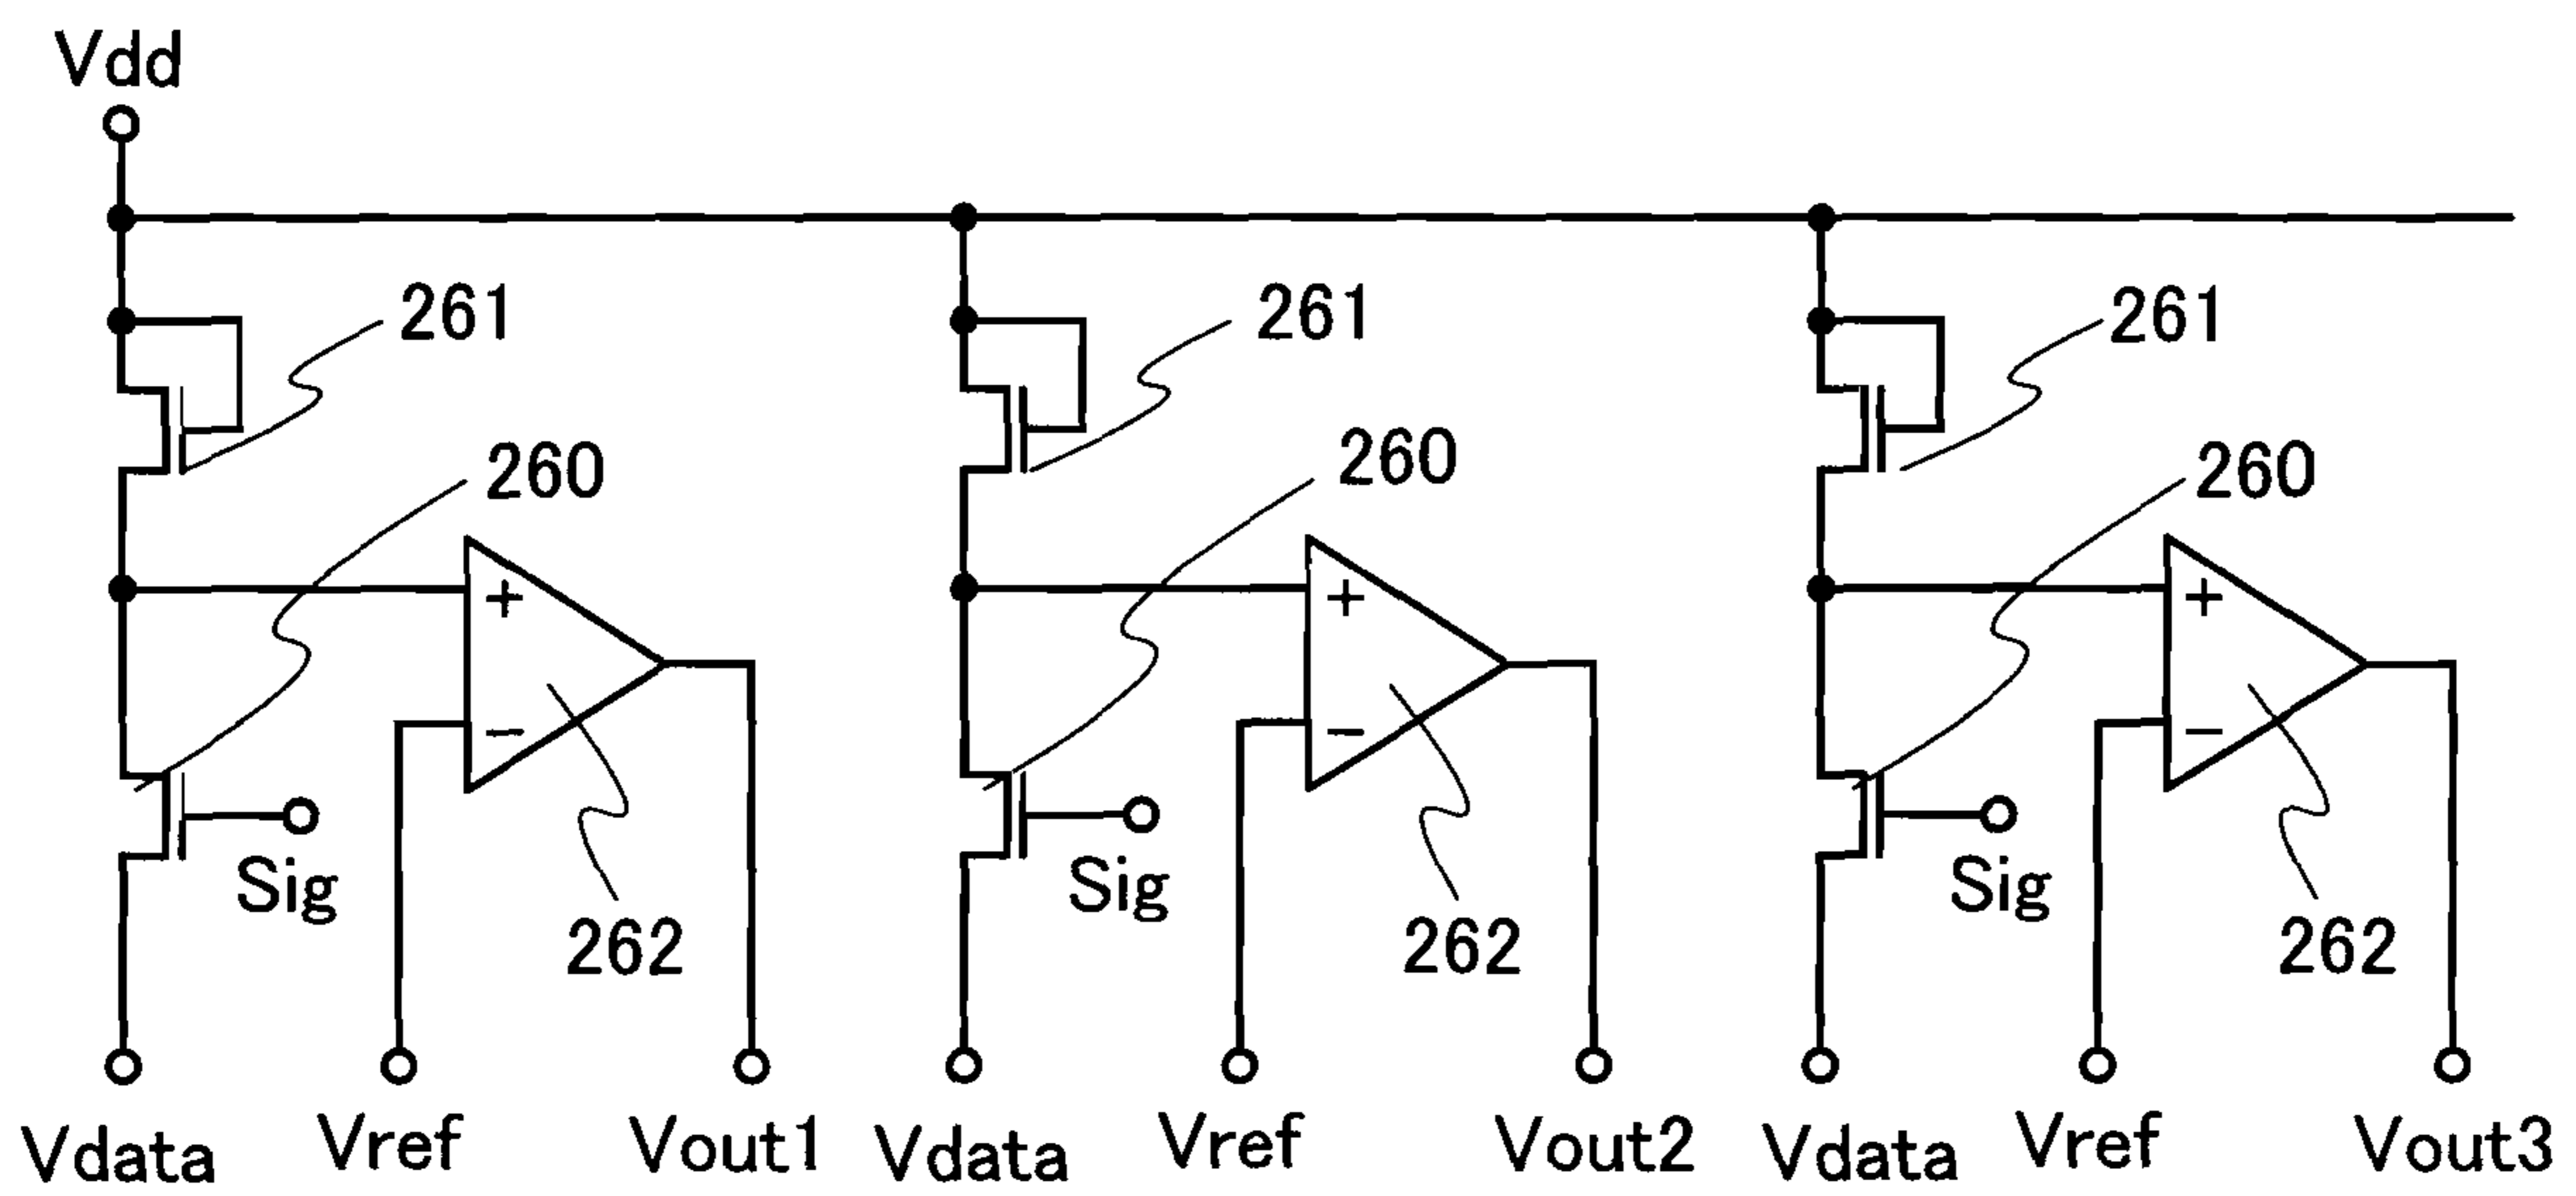 Vdd
261
261
261
260
260
260
+
+
+
−
−
−
Sig
Sig
Sig
262
262
262
Vdata
Vref
Vout1
Vdata
Vref
Vout2
Vdata
Vref
Vout3